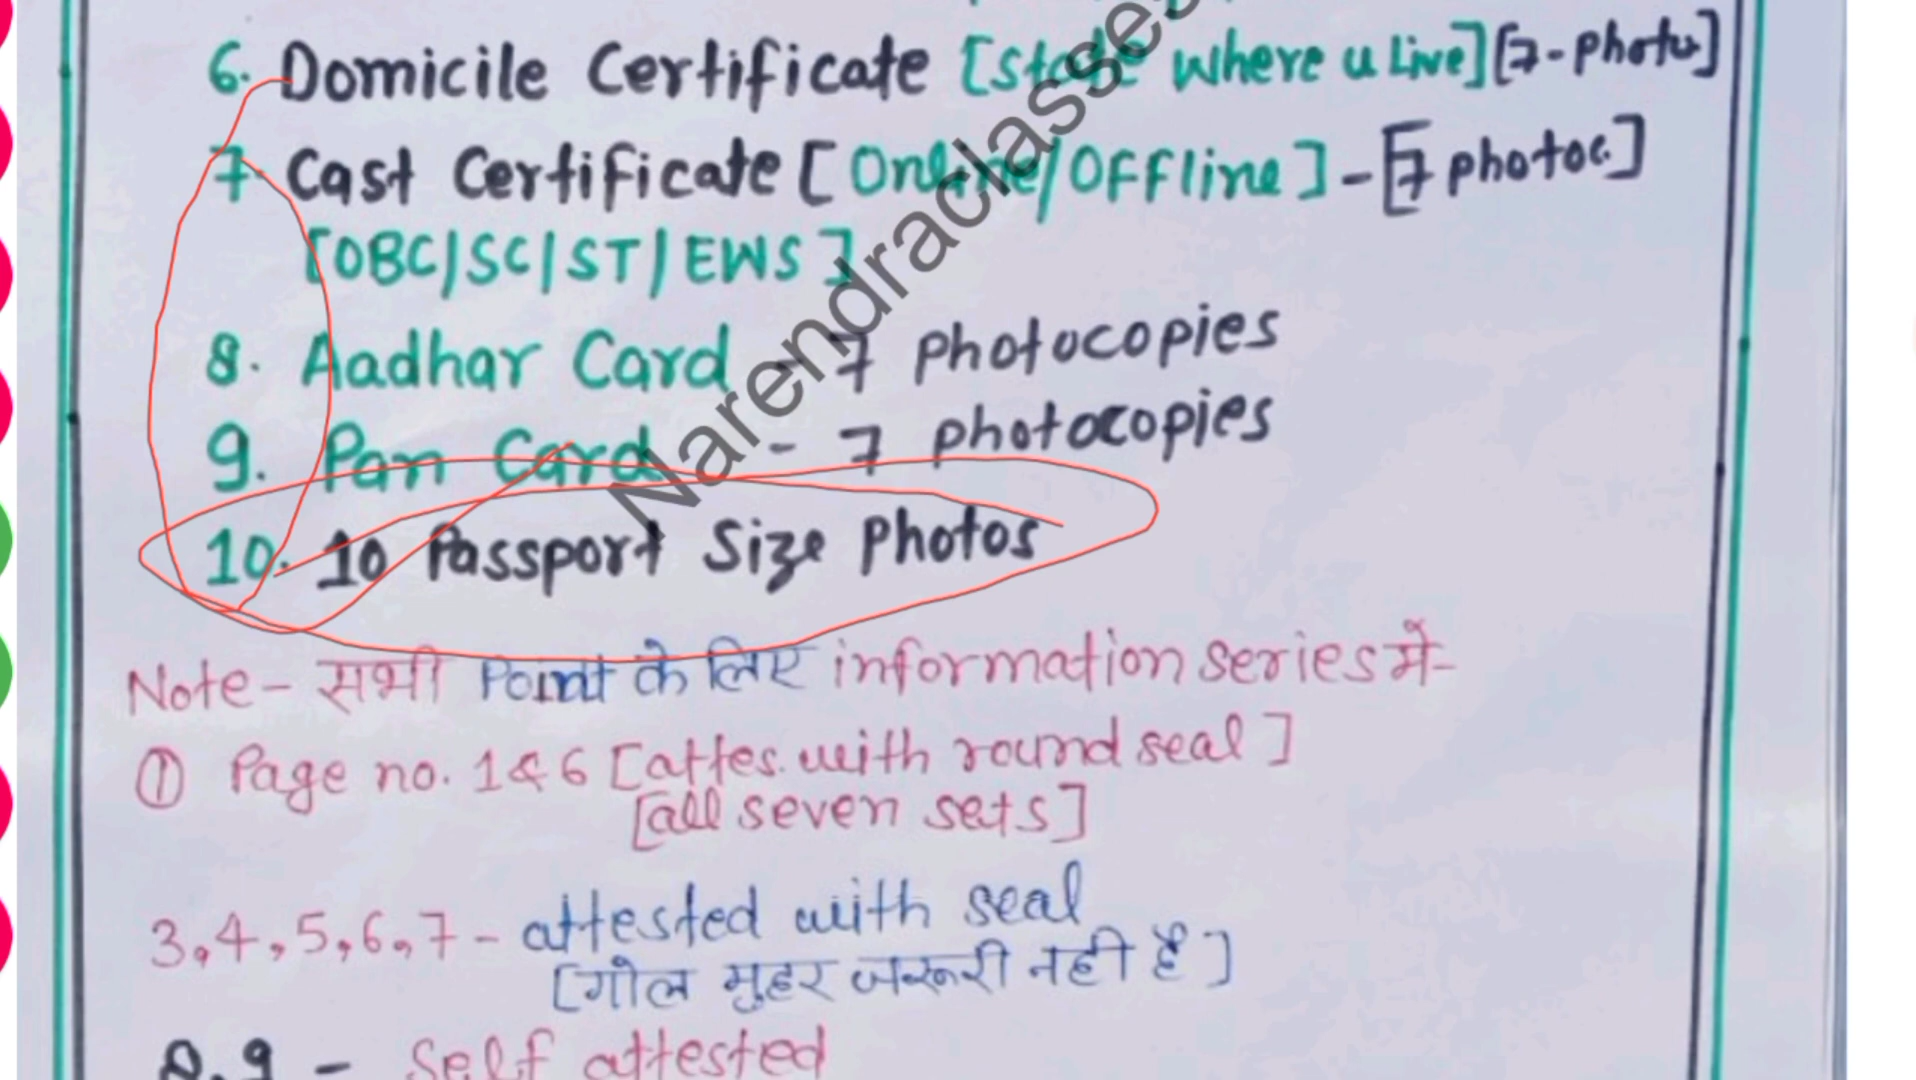 6. Domicile Certificate [state where u Live] [7-photo]
7. Cast Certificate [Online/OFFline] - [7 photoc.]
[OBC/SC/ST/EWS]
8. Aadhar Card - 7 photocopies
9. Pan Card - 7 photocopies
10. 10 Passport Size Photos
Note - सभी Point के लिए information series में-
① Page no. 1&6 [attes. with round seal]
[all seven sets]
3,4,5,6,7 - attested with seal
[गोल मुहर जरूरी नही है]
8.9 - Self attested
Narendraclasses